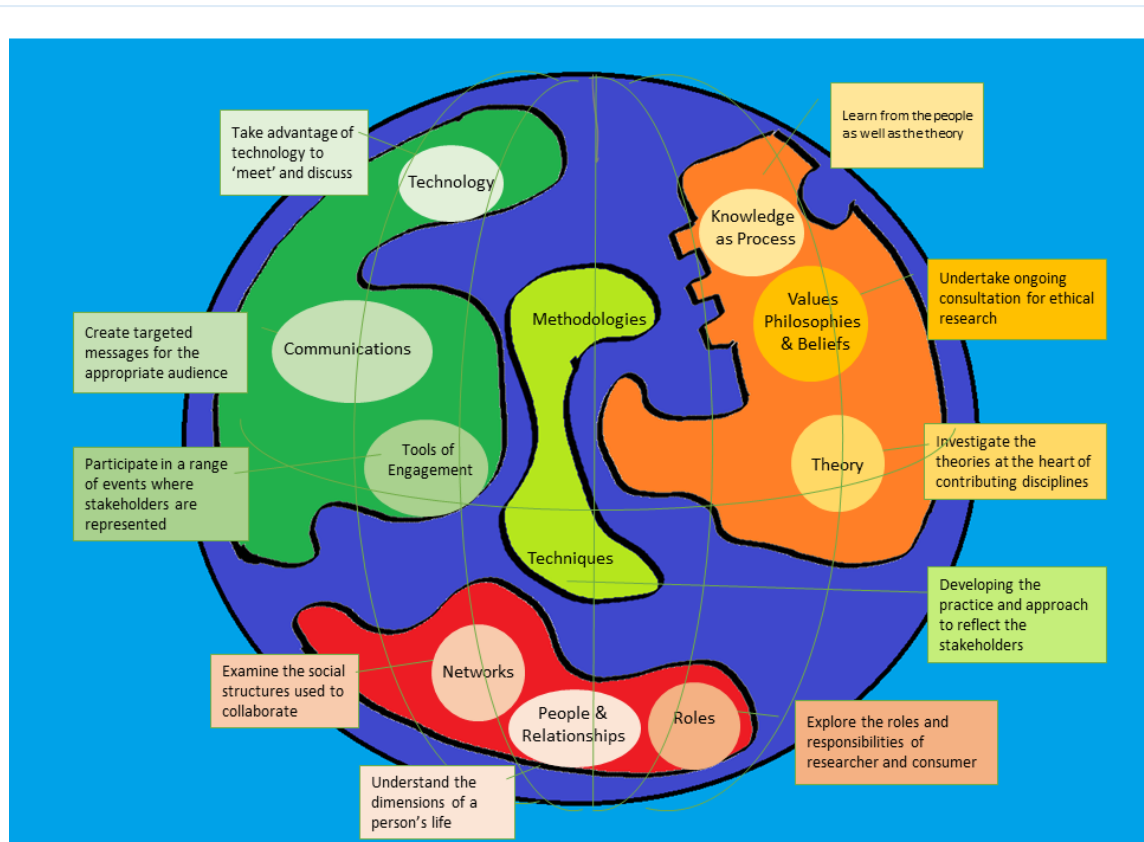 Take advantage of
technology to
‘meet’ and discuss
Technology
Learn from the people
as well as the theory
Knowledge
as Process
Undertake ongoing
consultation for ethical
research
Values
Philosophies
& Beliefs
Methodologies
Create targeted
messages for the
appropriate audience
Communications
Participate in a range
of events where
stakeholders are
represented
Tools of
Engagement
Theory
Investigate the
theories at the heart of
contributing disciplines
Techniques
Developing the
practice and approach
to reflect the
stakeholders
Examine the social
structures used to
collaborate
Networks
People &
Relationships
Roles
Explore the roles and
responsibilities of
researcher and consumer
Understand the
dimensions of a
person’s life